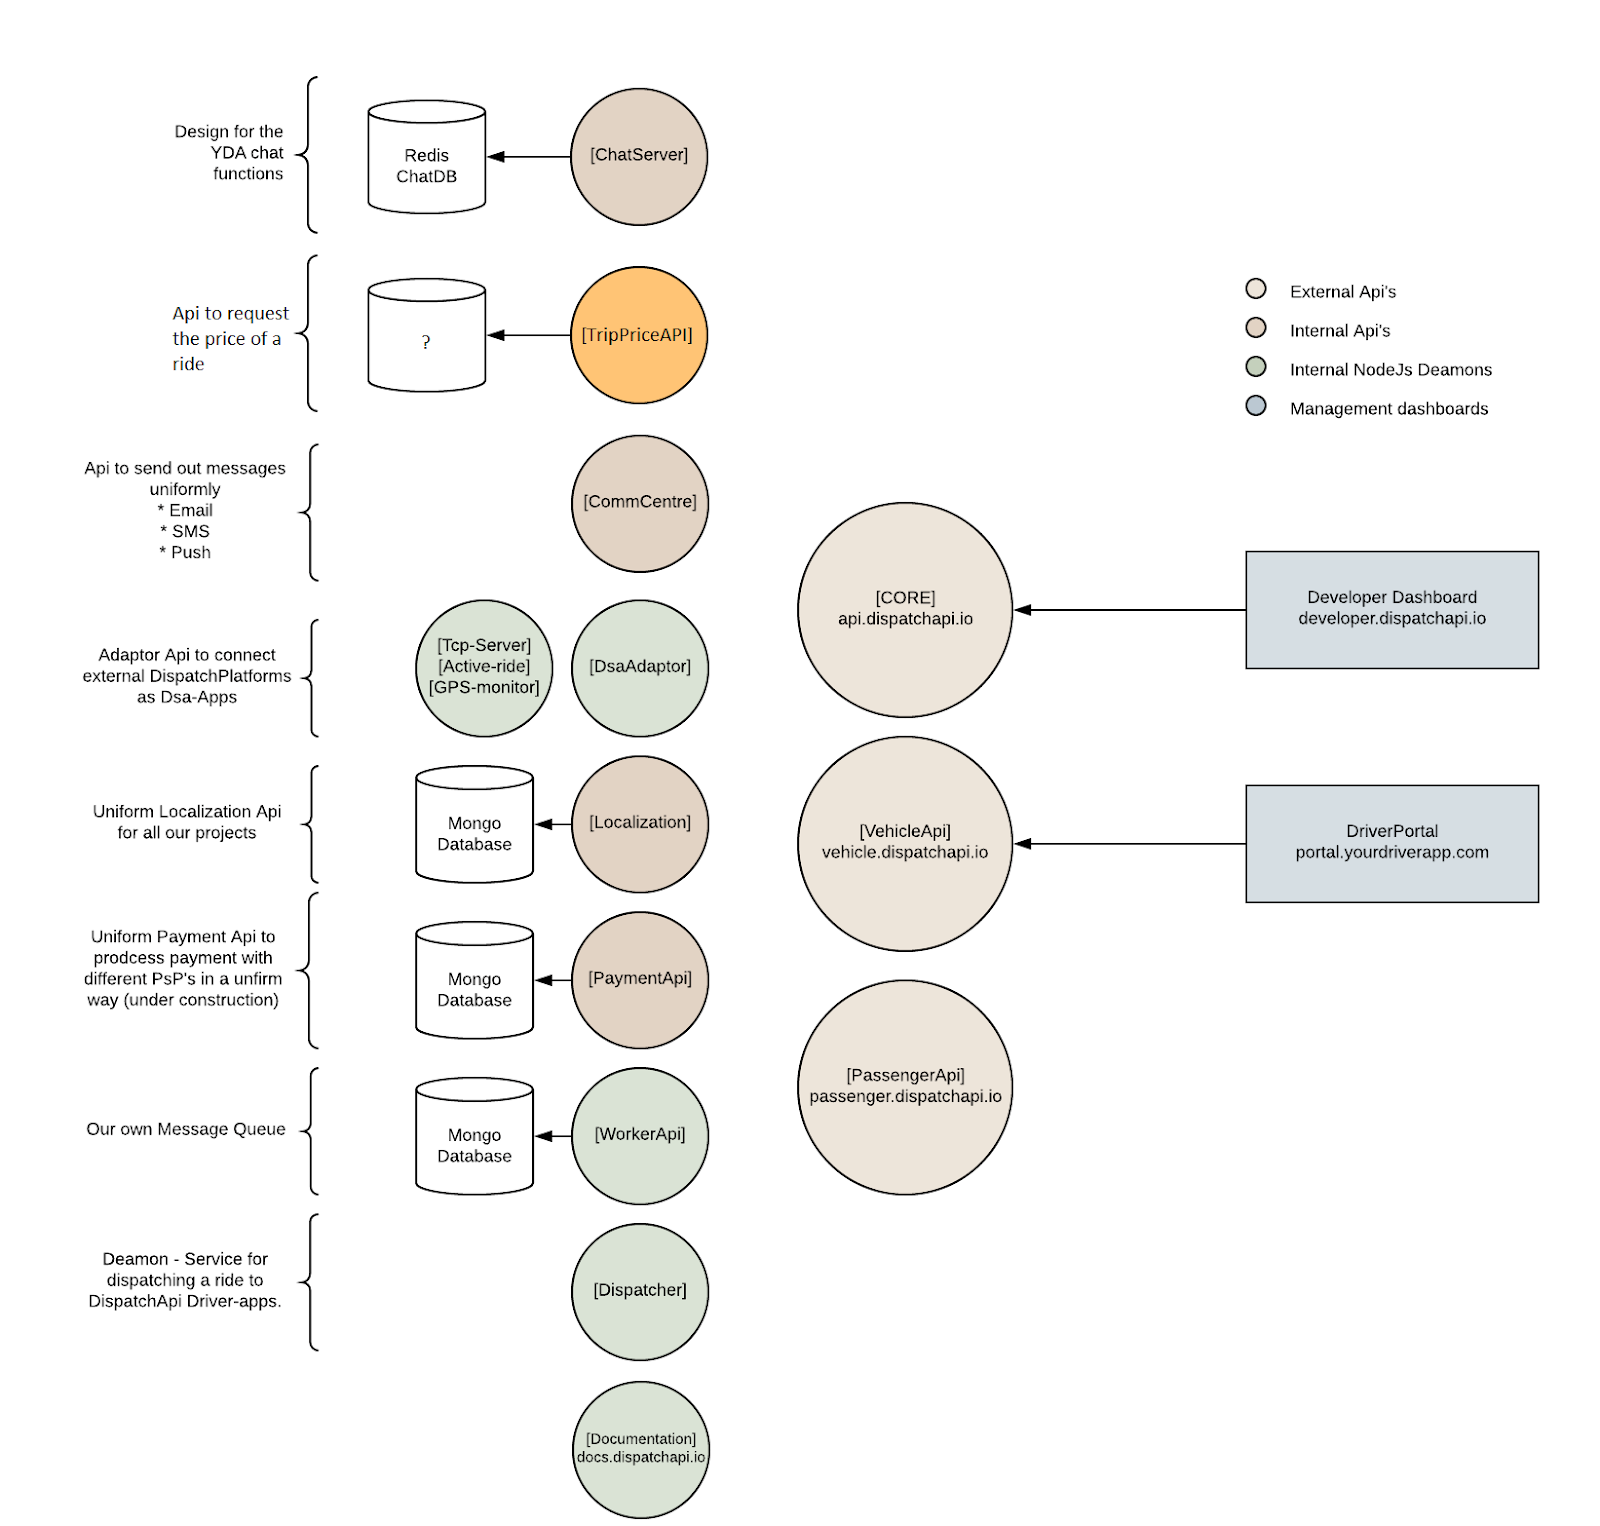 Design for the
YDA chat
functions
Redis
ChatDB
[ChatServer]
Api to request
the price of a
ride
?
[TripPriceAPI]
External Api's
Internal Api's
Internal NodeJs Deamons
Management dashboards
Api to send out messages
uniformly
* Email
* SMS
* Push
[CommCentre]
[CORE]
api.dispatchapi.io
Developer Dashboard
developer.dispatchapi.io
Adaptor Api to connect
external DispatchPlatforms
as Dsa-Apps
[Tcp-Server]
[Active-ride]
[GPS-monitor]
[DsaAdaptor]
Uniform Localization Api
for all our projects
Mongo
Database
[Localization]
[VehicleApi]
vehicle.dispatchapi.io
DriverPortal
portal.yourdriverapp.com
Uniform Payment Api to
prodcess payment with
different PsP's in a unfirm
way (under construction)
Mongo
Database
[PaymentApi]
[PassengerApi]
passenger.dispatchapi.io
Our own Message Queue
Mongo
Database
[WorkerApi]
Deamon - Service for
dispatching a ride to
DispatchApi Driver-apps.
[Dispatcher]
[Documentation]
docs.dispatchapi.io